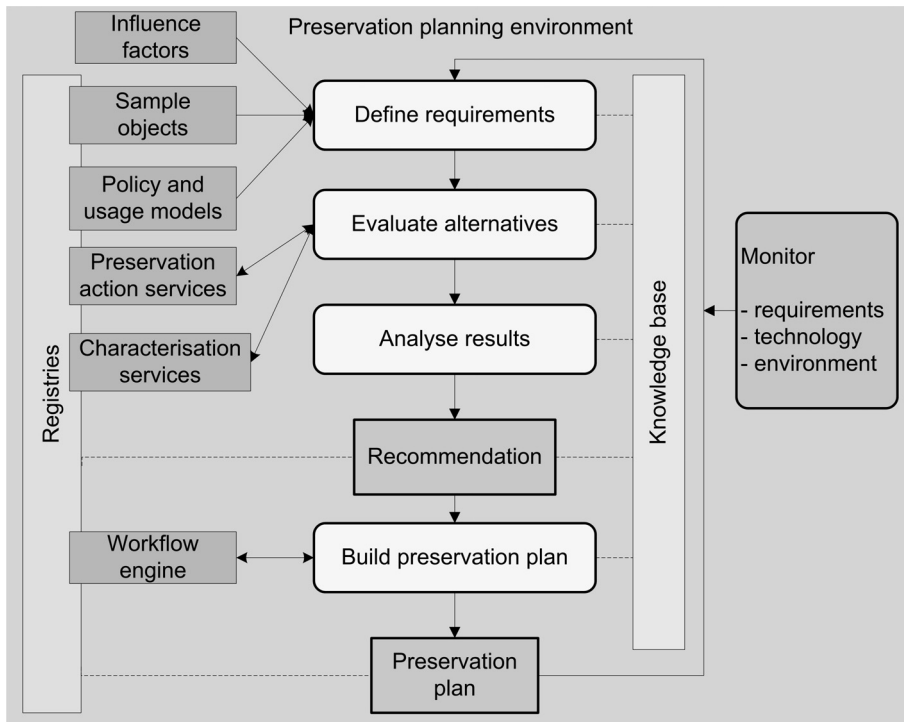 Preservation planning environment
Influence
factors
Sample
objects
Policy and
usage models
Preservation
action services
Characterisation
services
Workflow
engine
Registries
Define requirements
Evaluate alternatives
Analyse results
Recommendation
Build preservation plan
Preservation
plan
Knowledge base
Monitor
- requirements
- technology
- environment